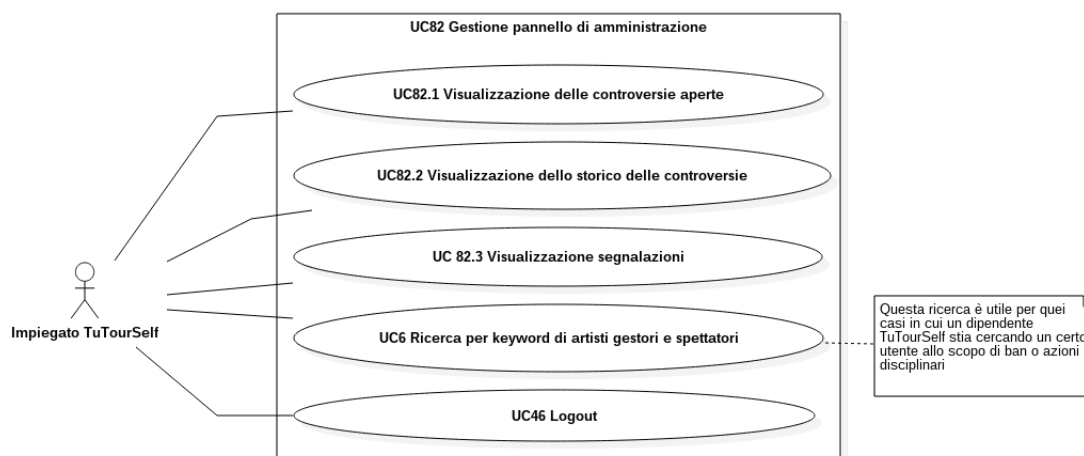 UC82 Gestione pannello di amministrazione
UC82.1 Visualizzazione delle controversie aperte
UC82.2 Visualizzazione dello storico delle controversie
UC 82.3 Visualizzazione segnalazioni
Impiegato TuTourSelf
UC6 Ricerca per keyword di artisti gestori e spettatori
Questa ricerca è utile per quei
casi in cui un dipendente
TuTourSelf stia cercando un certo
utente allo scopo di ban o azioni
disciplinari
UC46 Logout